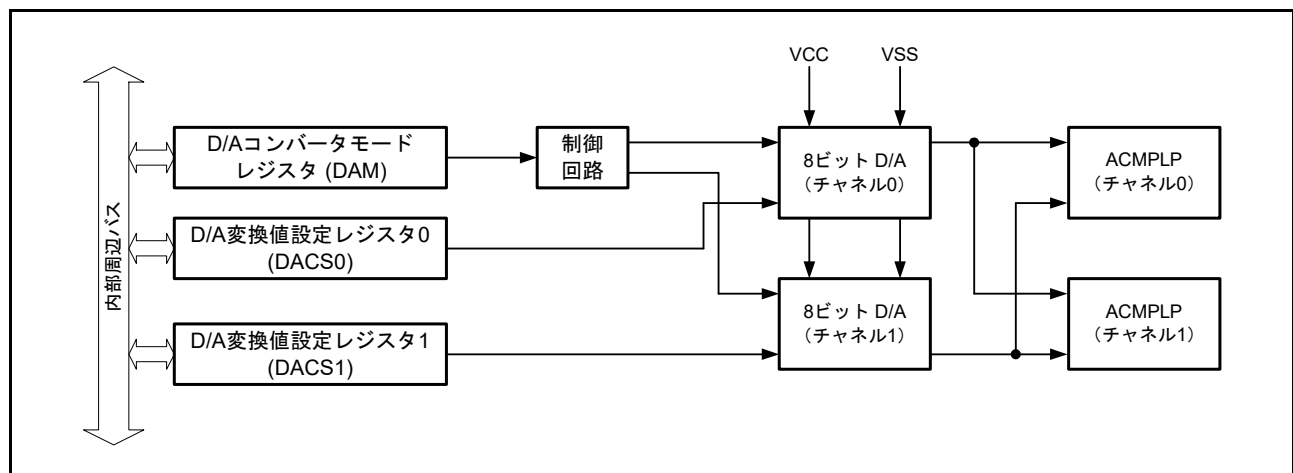 VCC
VSS
D/Aコンバータモード
レジスタ (DAM)
制御
回路
8ビット D/A
（チャネル0）
ACMPLP
（チャネル0）
D/A変換値設定レジスタ0
(DACS0)
内部周辺バス
8ビット D/A
（チャネル1）
ACMPLP
（チャネル1）
D/A変換値設定レジスタ1
(DACS1)